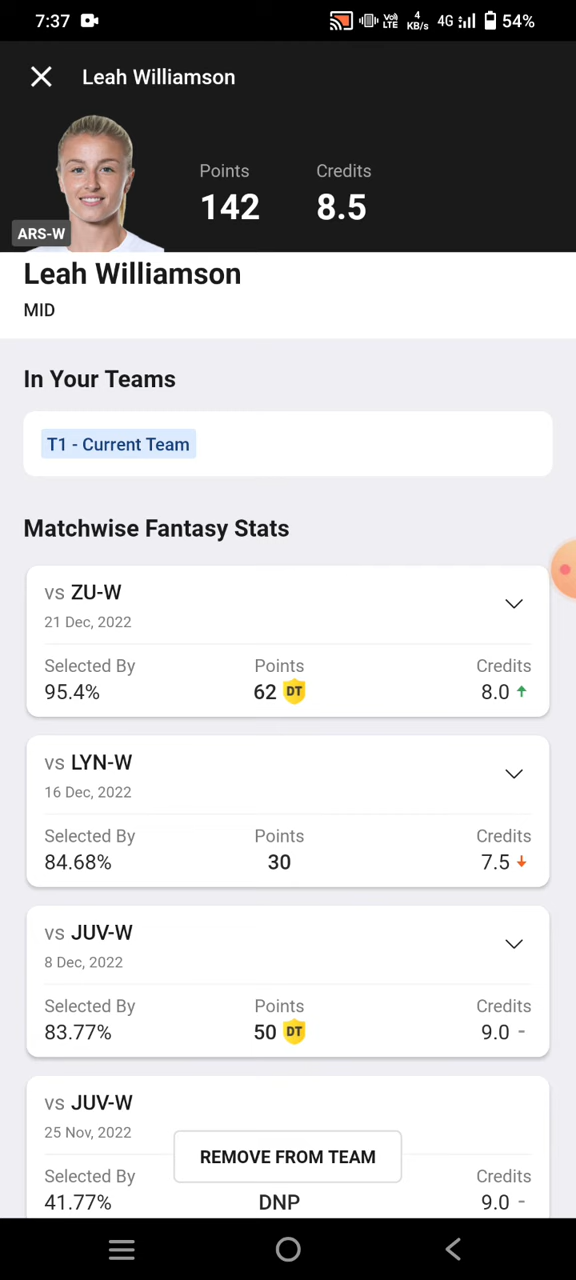 7:37 Vo) LTE 4 KB/s 4G 54%
Leah Williamson
Points Credits
142 8.5
ARS-W
Leah Williamson
MID
In Your Teams
T1 - Current Team
Matchwise Fantasy Stats
vs ZU-W
21 Dec, 2022
Selected By Points Credits
95.4% 62 DT 8.0
vs LYN-W
16 Dec, 2022
Selected By Points Credits
84.68% 30 7.5
vs JUV-W
8 Dec, 2022
Selected By Points Credits
83.77% 50 DT 9.0 -
vs JUV-W
25 Nov, 2022
REMOVE FROM TEAM
Selected By Credits
41.77% DNP 9.0 -